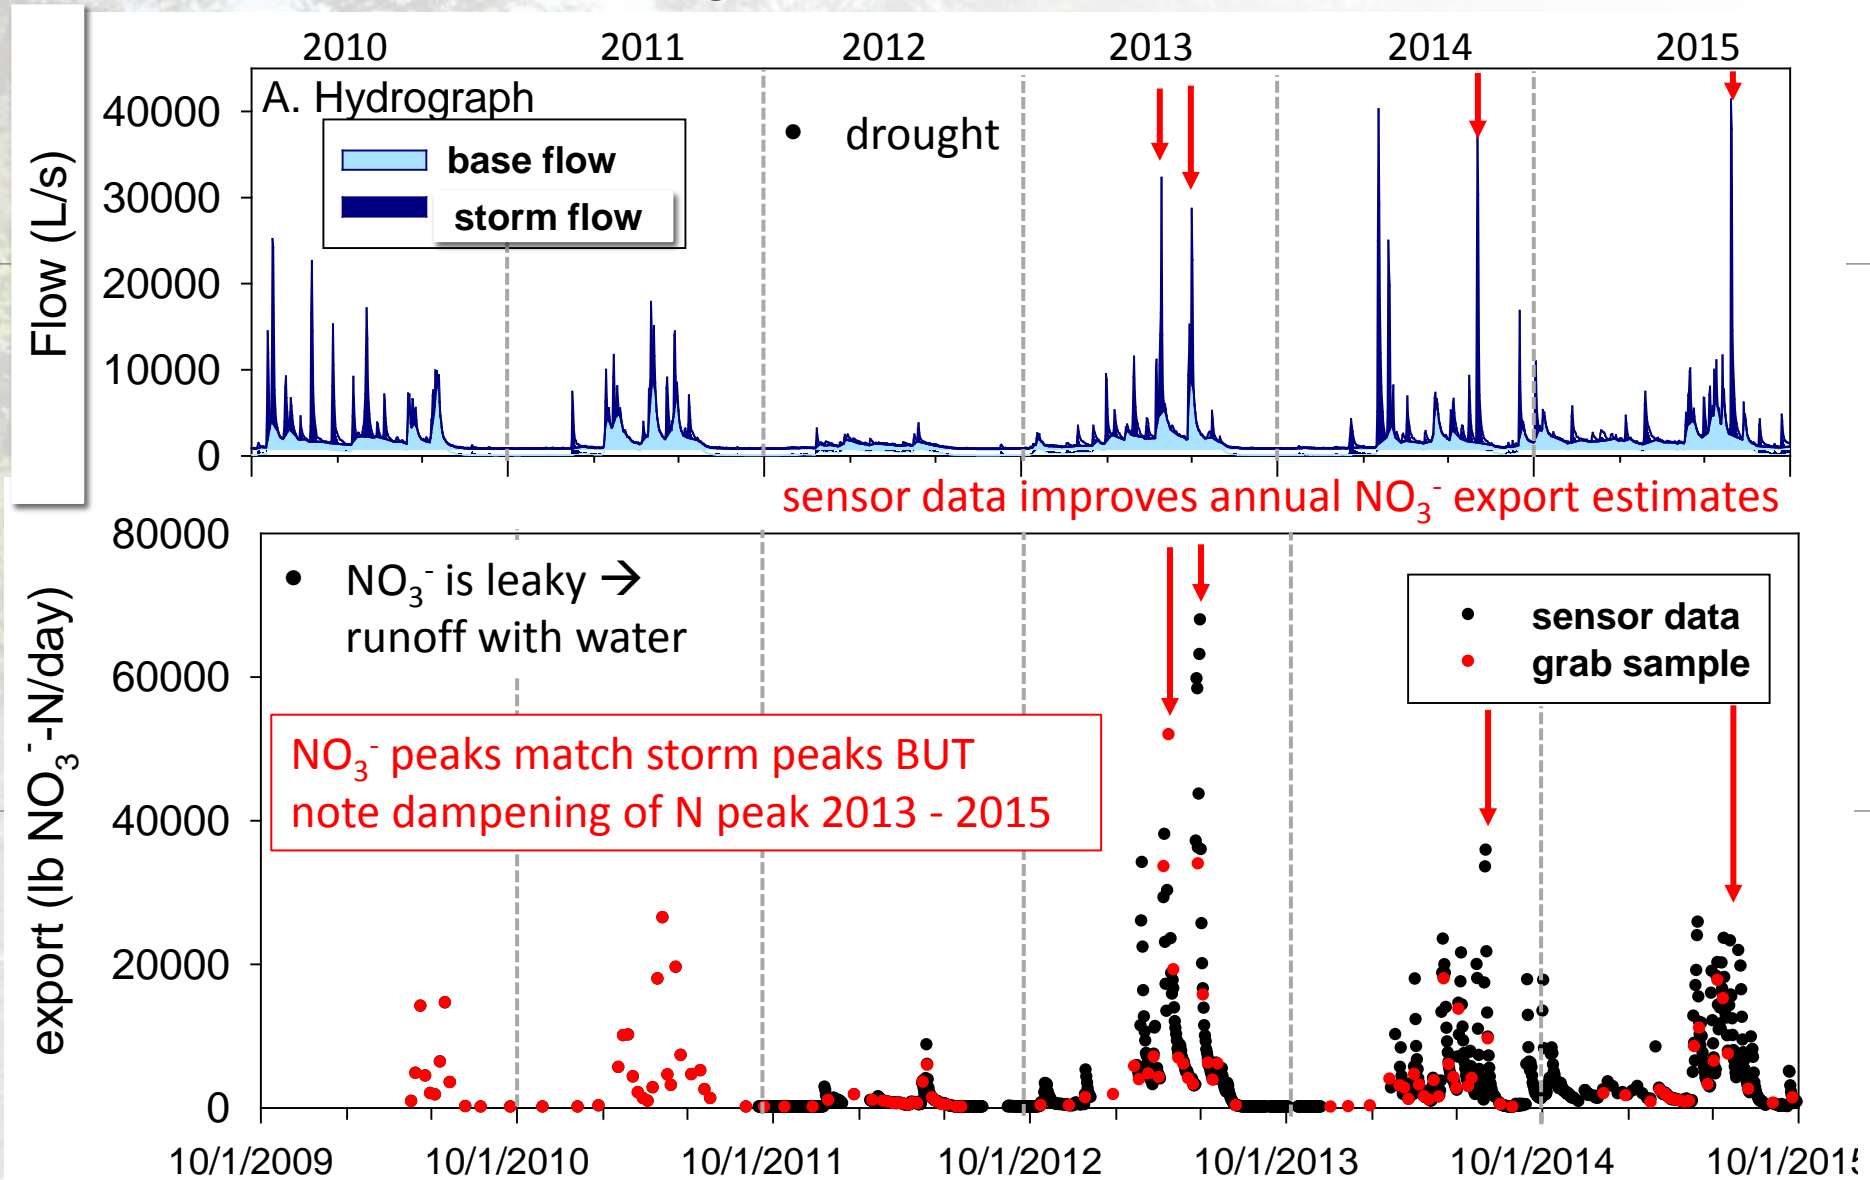 2010 2011 2012 2013 2014 2015
A. Hydrograph
base flow
storm flow
• drought
40000
30000
20000
10000
0
Flow (L/s)
sensor data improves annual NO₃⁻ export estimates
80000
60000
40000
20000
0
export (lb NO₃⁻-N/day)
• NO₃⁻ is leaky →
runoff with water
sensor data
grab sample
NO₃⁻ peaks match storm peaks BUT
note dampening of N peak 2013 - 2015
10/1/2009 10/1/2010 10/1/2011 10/1/2012 10/1/2013 10/1/2014 10/1/2015